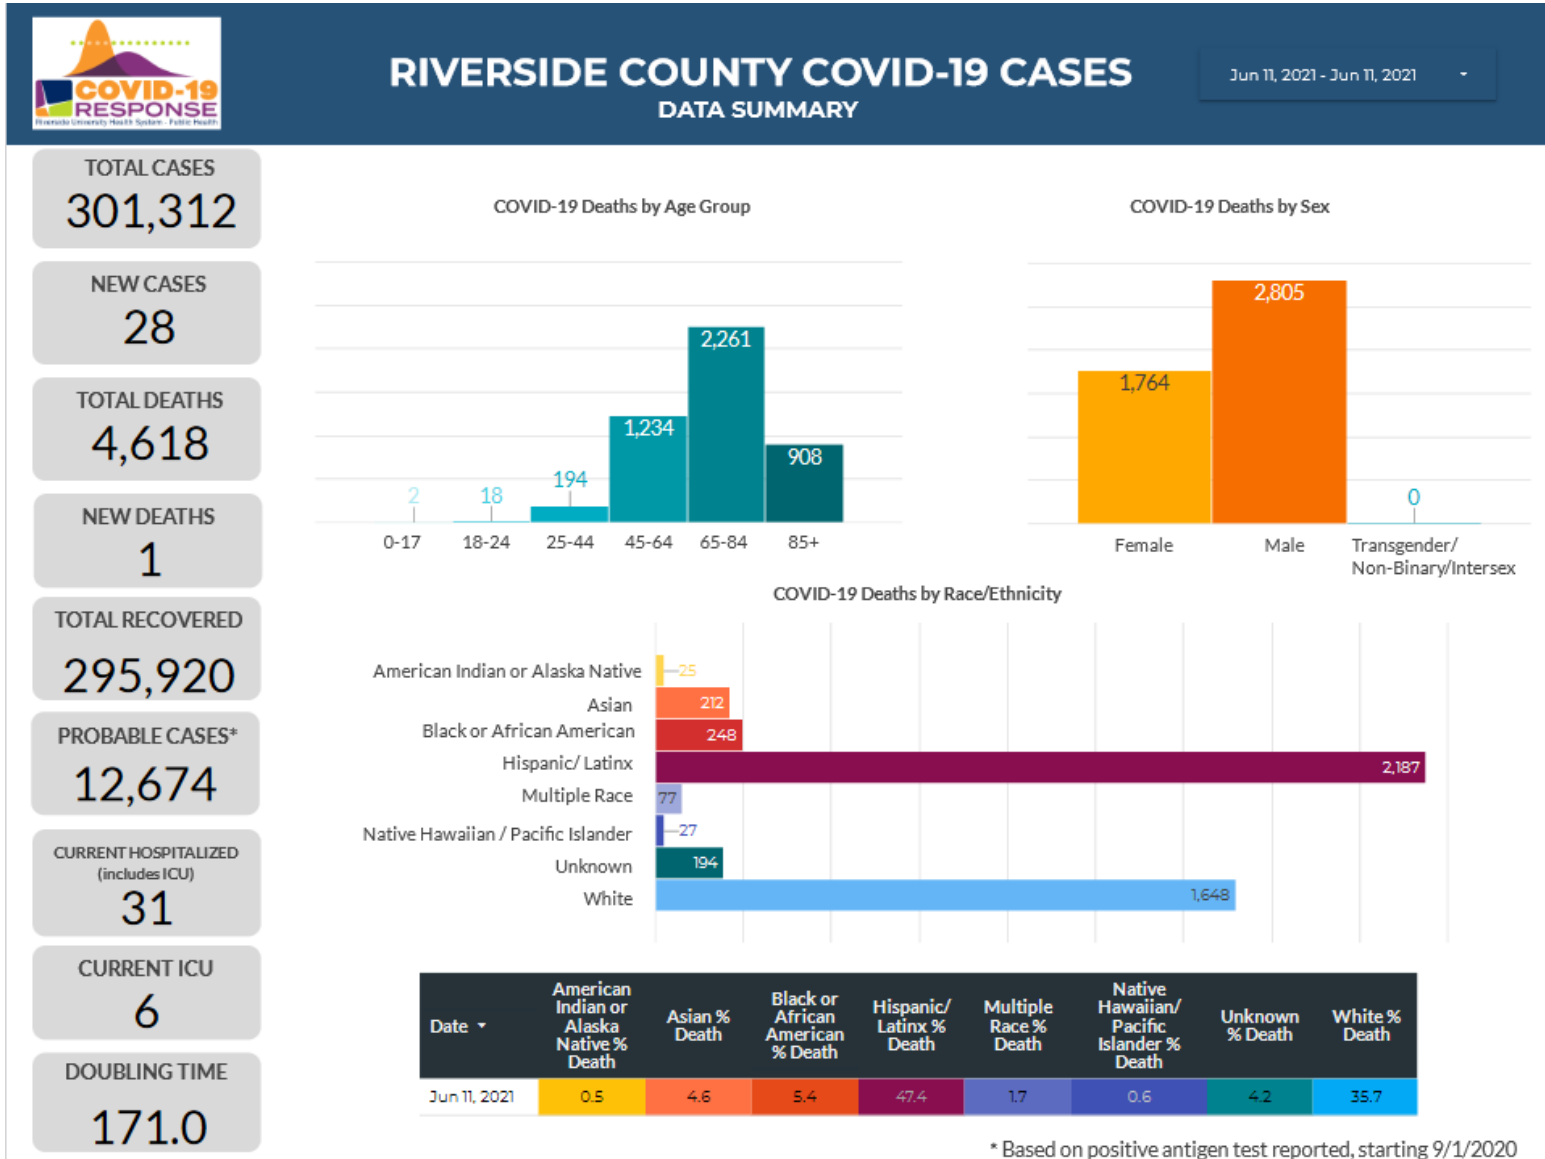 COVID-19
RESPONSE
Riverside University Health System - Public Health
RIVERSIDE COUNTY COVID-19 CASES
DATA SUMMARY
Jun 11, 2021 - Jun 11, 2021
TOTAL CASES
301,312
NEW CASES
28
TOTAL DEATHS
4,618
NEW DEATHS
1
TOTAL RECOVERED
295,920
PROBABLE CASES*
12,674
CURRENT HOSPITALIZED
(includes ICU)
31
CURRENT ICU
6
DOUBLING TIME
171.0
COVID-19 Deaths by Age Group
2
18
194
1,234
2,261
908
0-17
18-24
25-44
45-64
65-84
85+
COVID-19 Deaths by Sex
1,764
2,805
0
Female
Male
Transgender/
Non-Binary/Intersex
COVID-19 Deaths by Race/Ethnicity
American Indian or Alaska Native 25
Asian 212
Black or African American 248
Hispanic/ Latinx 2,187
Multiple Race 77
Native Hawaiian / Pacific Islander 27
Unknown 194
White 1,648
Date
American
Indian or
Alaska
Native %
Death
Asian %
Death
Black or
African
American
% Death
Hispanic/
Latinx %
Death
Multiple
Race %
Death
Native
Hawaiian/
Pacific
Islander %
Death
Unknown
% Death
White %
Death
Jun 11, 2021 0.5 4.6 5.4 47.4 1.7 0.6 4.2 35.7
* Based on positive antigen test reported, starting 9/1/2020